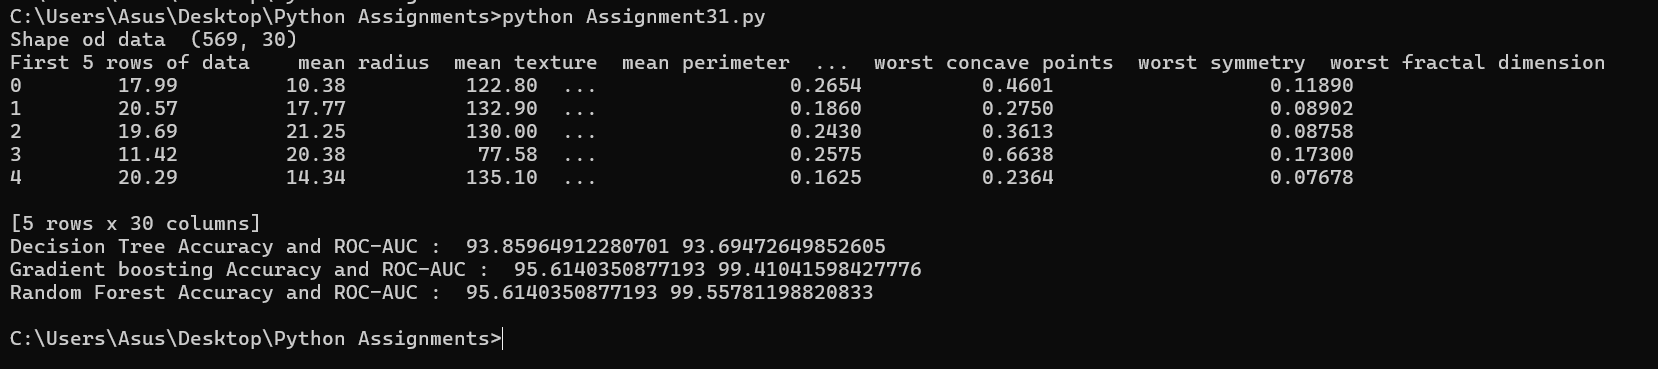 C:\Users\Asus\Desktop\Python Assignments>python Assignment31.py
Shape od data  (569, 30)
First 5 rows of data    mean radius  mean texture  mean perimeter  ...  worst concave points  worst symmetry  worst fractal dimension
0        17.99         10.38          122.80  ...                0.2654          0.4601                  0.11890
1        20.57         17.77          132.90  ...                0.1860          0.2750                  0.08902
2        19.69         21.25          130.00  ...                0.2430          0.3613                  0.08758
3        11.42         20.38           77.58  ...                0.2575          0.6638                  0.17300
4        20.29         14.34          135.10  ...                0.1625          0.2364                  0.07678
[5 rows x 30 columns]
Decision Tree Accuracy and ROC-AUC :  93.85964912280701 93.69472649852605
Gradient boosting Accuracy and ROC-AUC :  95.6140350877193 99.41041598427776
Random Forest Accuracy and ROC-AUC :  95.6140350877193 99.55781198820833
C:\Users\Asus\Desktop\Python Assignments>